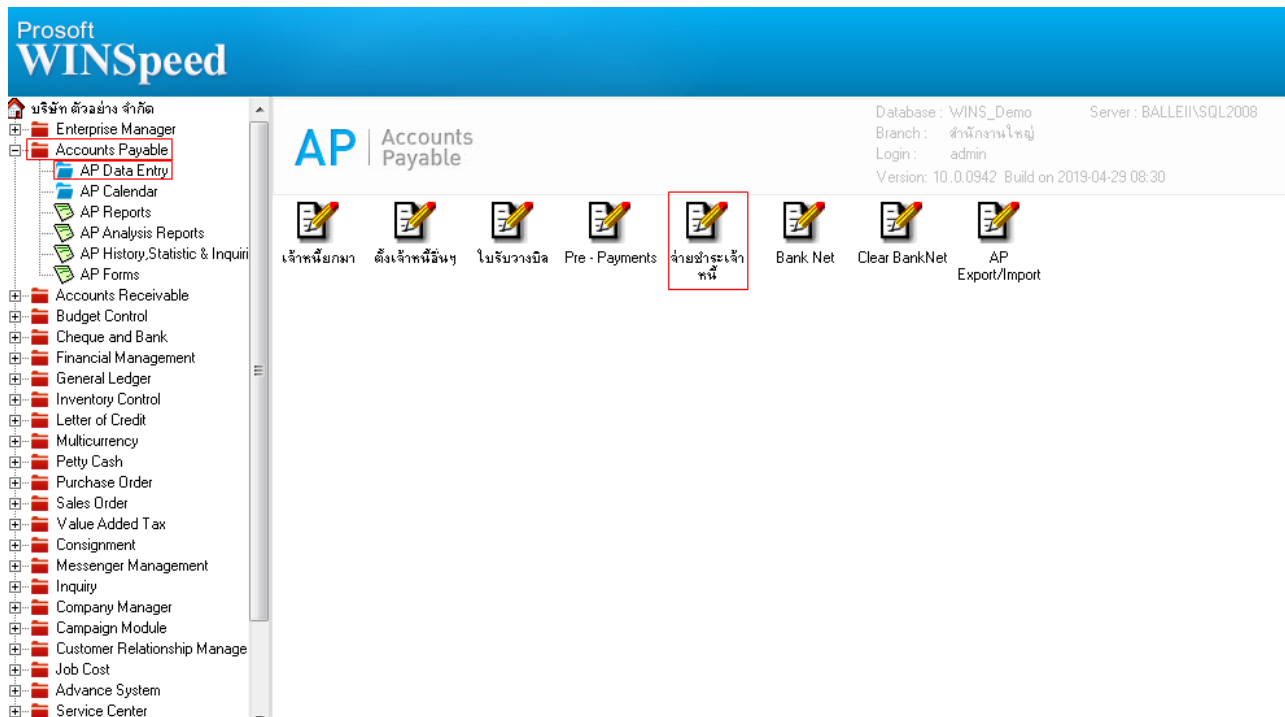 Prosoft
WINSpeed
บริษัท ตัวอย่าง จำกัด
Enterprise Manager
Accounts Payable
AP Data Entry
AP Calendar
AP Reports
AP Analysis Reports
AP History,Statistic & Inquiri
AP Forms
Accounts Receivable
Budget Control
Cheque and Bank
Financial Management
General Ledger
Inventory Control
Letter of Credit
Multicurrency
Petty Cash
Purchase Order
Sales Order
Value Added Tax
Consignment
Messenger Management
Inquiry
Company Manager
Campaign Module
Customer Relationship Manage
Job Cost
Advance System
Service Center
AP Accounts
Payable
Database : WINS_Demo Server : BALLEII\SQL2008
Branch : สำนักงานใหญ่
Login : admin
Version: 10.0.0942 Build on 2019-04-29 08:30
เจ้าหนี้ยกมา ตั้งเจ้าหนี้อื่นๆ ใบรับวางบิล Pre - Payments จ่ายชำระเจ้า Bank Net Clear BankNet AP
หนี้ Export/Import